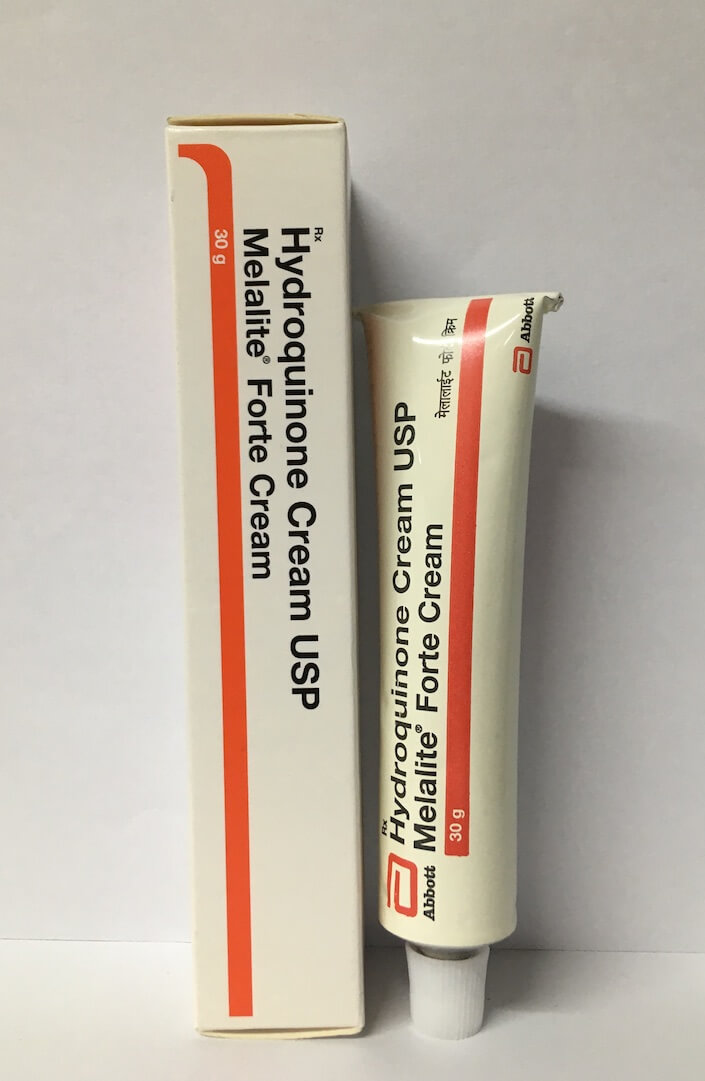 Rx
Hydroquinone Cream USP
Melalite® Forte Cream
30 g
Rx
Hydroquinone Cream USP
Melalite® Forte Cream
30 g
मेलालाईट
क्रिम
Abbott
Abbott